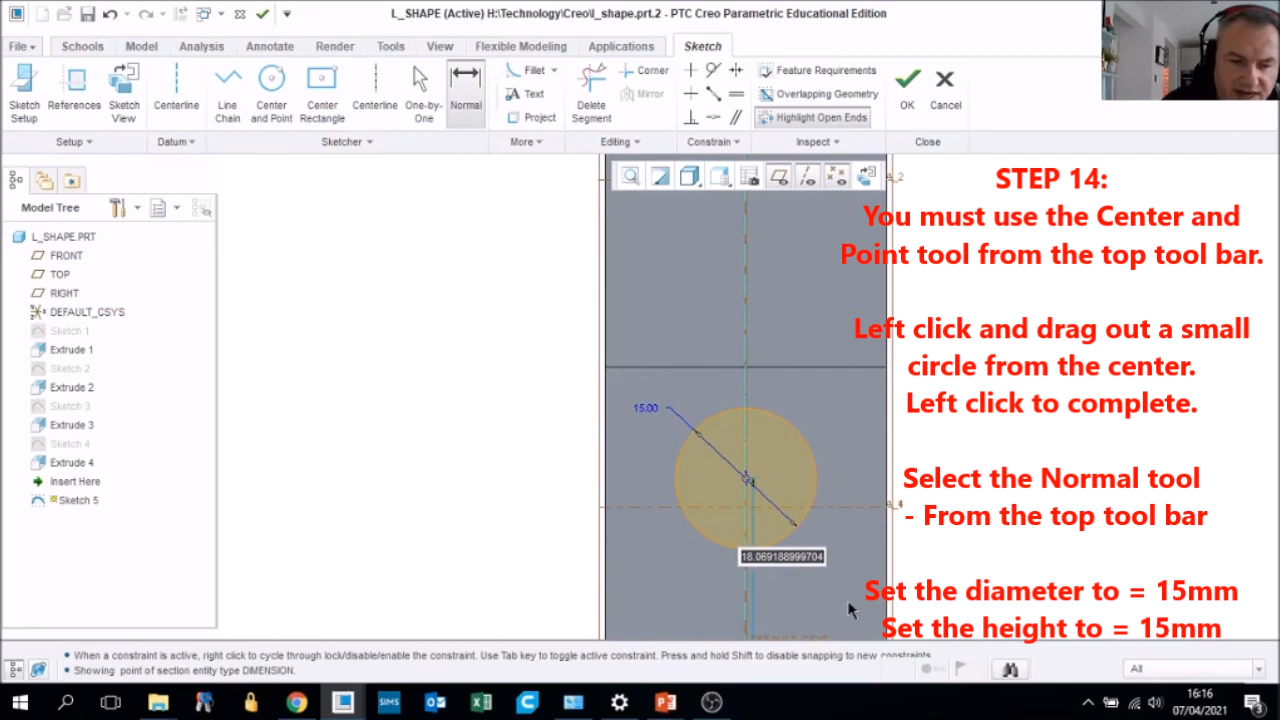 L_SHAPE (Active) H:\Technology\Creo\l_shape.prt.2 - PTC Creo Parametric Educational Edition
File Schools Model Analysis Annotate Render Tools View Flexible Modeling Applications Sketch
Sketch Setup
References
Sketch View
Centerline
Line Chain
Center and Point
Center Rectangle
Centerline
One-by-One
Normal
Fillet
Text
Project
Delete Segment
Corner
Mirror
Feature Requirements
Overlapping Geometry
Highlight Open Ends
OK
Cancel
Setup Datum Sketcher More Editing Constrain Inspect Close
Model Tree
L_SHAPE.PRT
FRONT
TOP
RIGHT
DEFAULT_CSYS
Sketch 1
Extrude 1
Sketch 2
Extrude 2
Sketch 3
Extrude 3
Sketch 4
Extrude 4
Insert Here
Sketch 5
15.00
18.069188999704
STEP 14:
You must use the Center and
Point tool from the top tool bar.
Left click and drag out a small
circle from the center.
Left click to complete.
Select the Normal tool
- From the top tool bar
Set the diameter to = 15mm
Set the height to = 15mm
When a constraint is active, right click to cycle through lock/disable/enable the constraint. Use Tab key to toggle active constraint. Press and hold Shift to disable snapping to new constraints.
Showing point of section entity type DIMENSION.
All
SIMS
16:16
07/04/2021
3